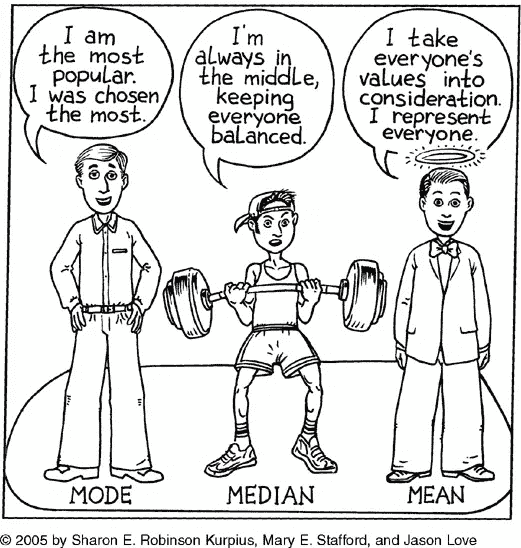 I am
the most
popular.
I was chosen
the most.
I'm
always in
the middle,
keeping
everyone
balanced.
I take
everyone's
values into
consideration.
I represent
everyone.
MODE
MEDIAN
MEAN
© 2005 by Sharon E. Robinson Kurpius, Mary E. Stafford, and Jason Love